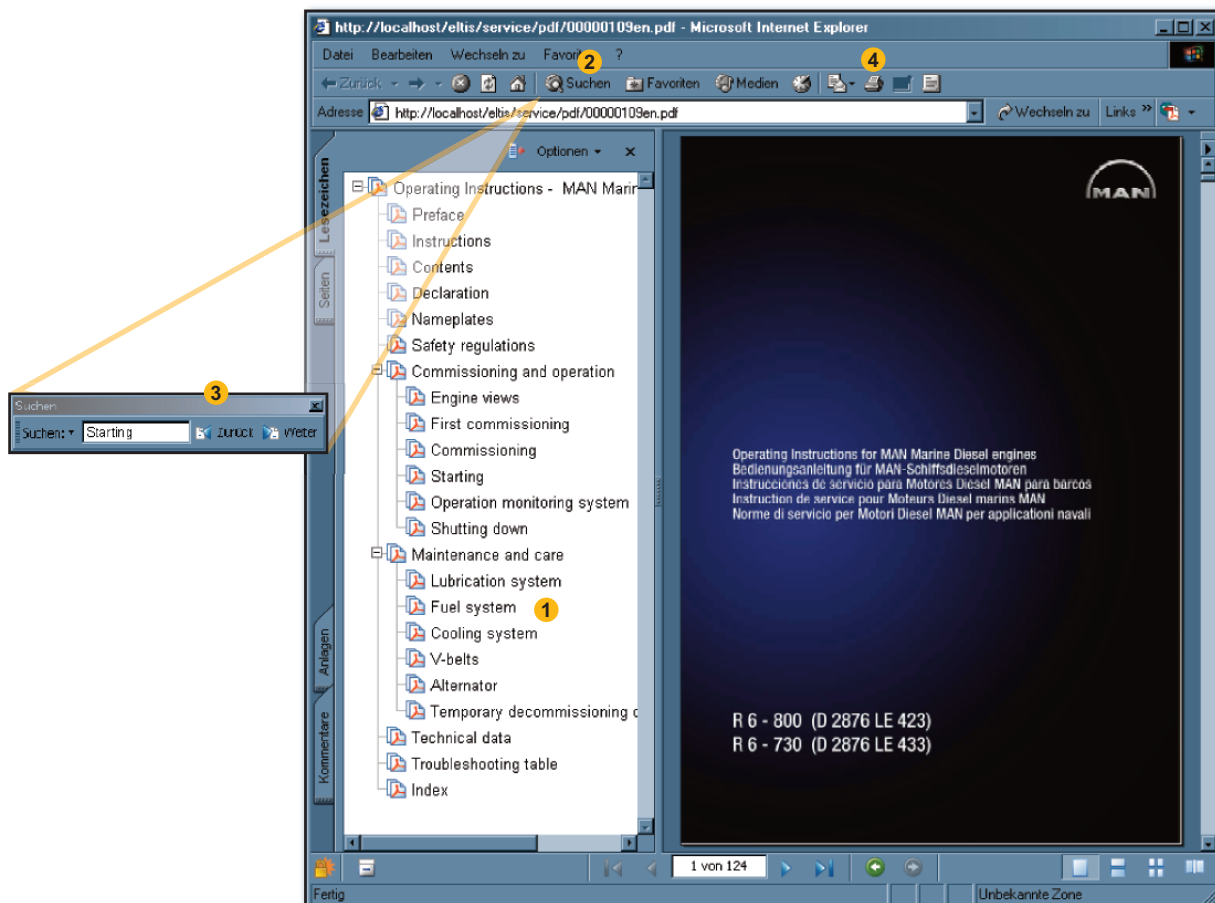 http://localhost/eltis/service/pdf/00000109en.pdf - Microsoft Internet Explorer
Datei Bearbeiten Wechseln zu Favoriten ?
2
4
Zurück Suchen Favoriten Medien
Adresse http://localhost/eltis/service/pdf/00000109en.pdf Wechseln zu Links »
Optionen x
Lesezeichen
Seiten
Anlagen
Kommentare
Operating Instructions - MAN Marin
Preface
Instructions
Contents
Declaration
Nameplates
Safety regulations
Commissioning and operation
Engine views
First commissioning
Commissioning
Starting
Operation monitoring system
Shutting down
Maintenance and care
Lubrication system
Fuel system 1
Cooling system
V-belts
Alternator
Temporary decommissioning
Technical data
Troubleshooting table
Index
3
Suchen
Suchen: Starting Zurück Weiter
MAN
Operating Instructions for MAN Marine Diesel engines
Bedienungsanleitung für MAN-Schiffsdieselmotoren
Instrucciones de servicio para Motores Diesel MAN para barcos
Instruction de service pour Moteurs Diesel marins MAN
Norme di servicio per Motori Diesel MAN per applicationi navali
R 6 - 800 (D 2876 LE 423)
R 6 - 730 (D 2876 LE 433)
1 von 124
Fertig Unbekannte Zone